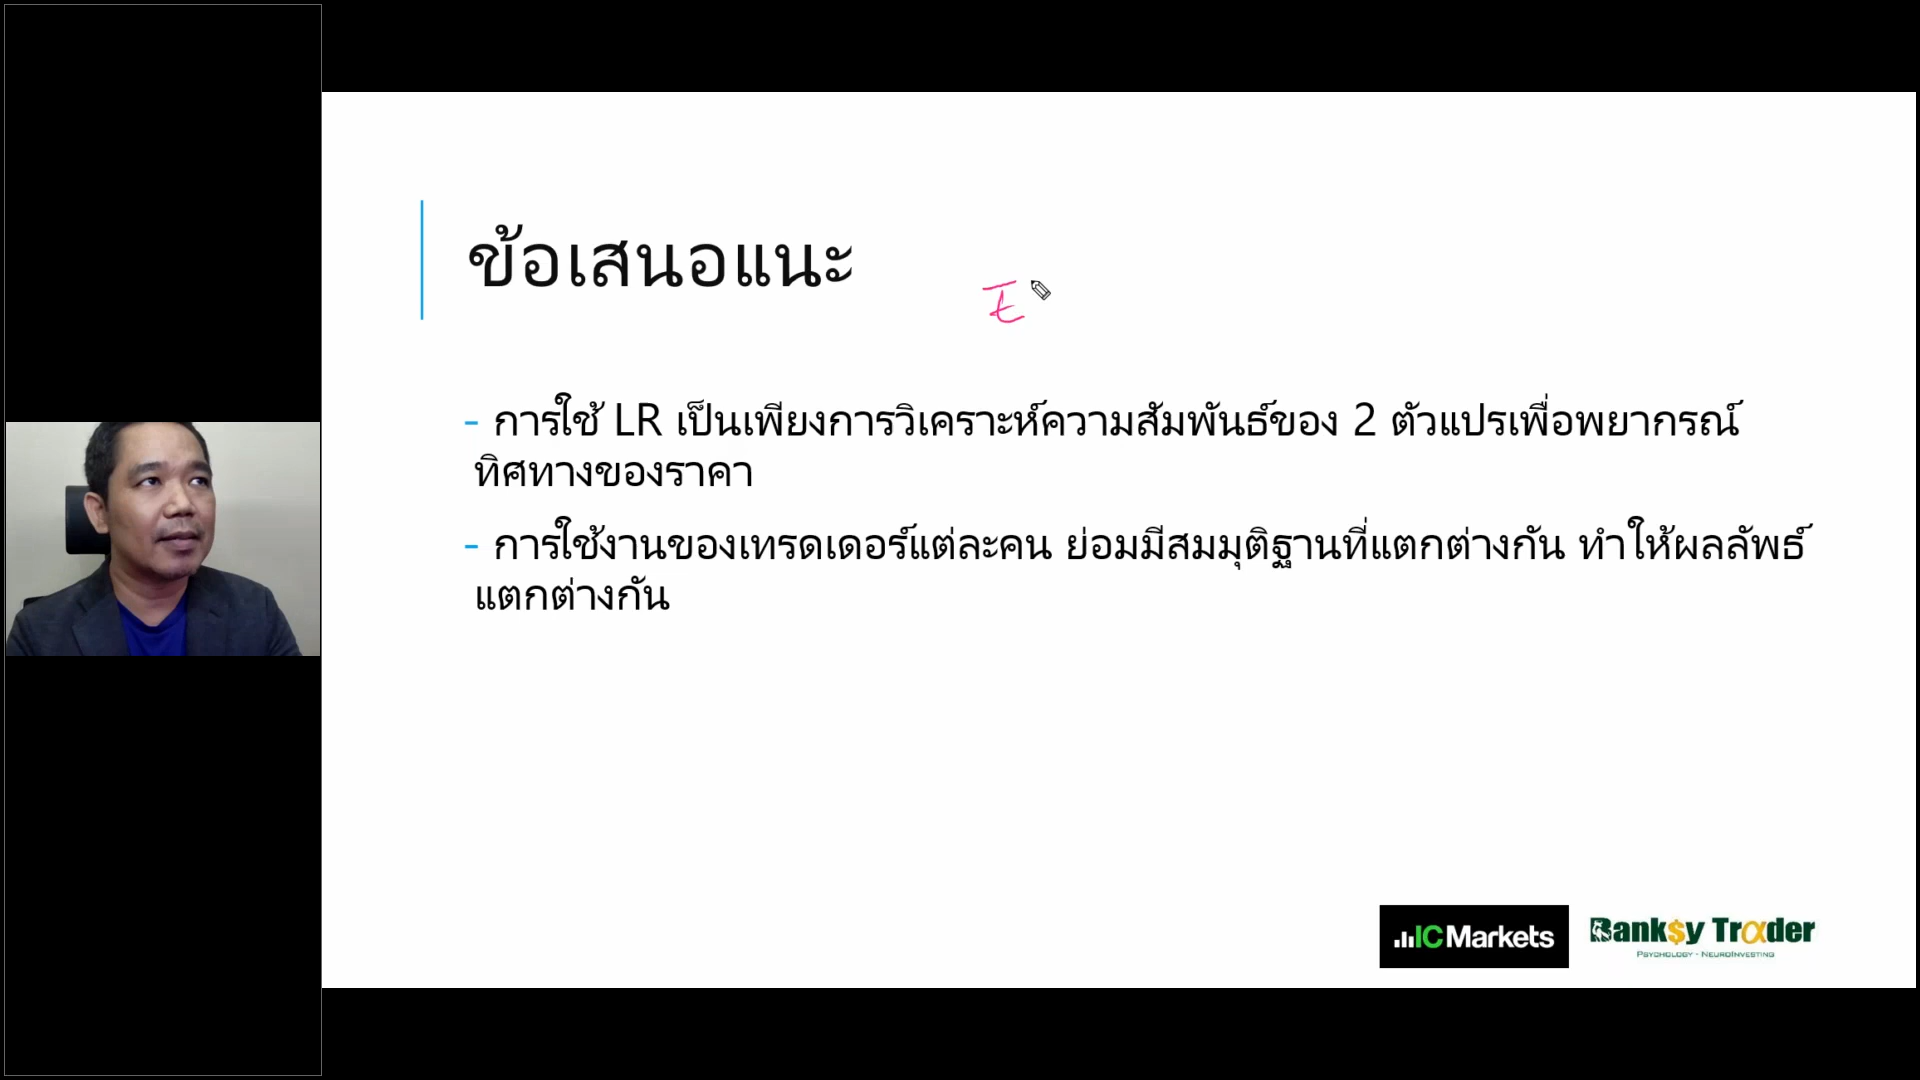 ข้อเสนอแนะ
E
- การใช้ LR เป็นเพียงการวิเคราะห์ความสัมพันธ์ของ 2 ตัวแปรเพื่อพยากรณ์
ทิศทางของราคา
- การใช้งานของเทรดเดอร์แต่ละคน ย่อมมีสมมุติฐานที่แตกต่างกัน ทำให้ผลลัพธ์
แตกต่างกัน
IC Markets
Bank$y Trader
Psychology - NeuroInvesting